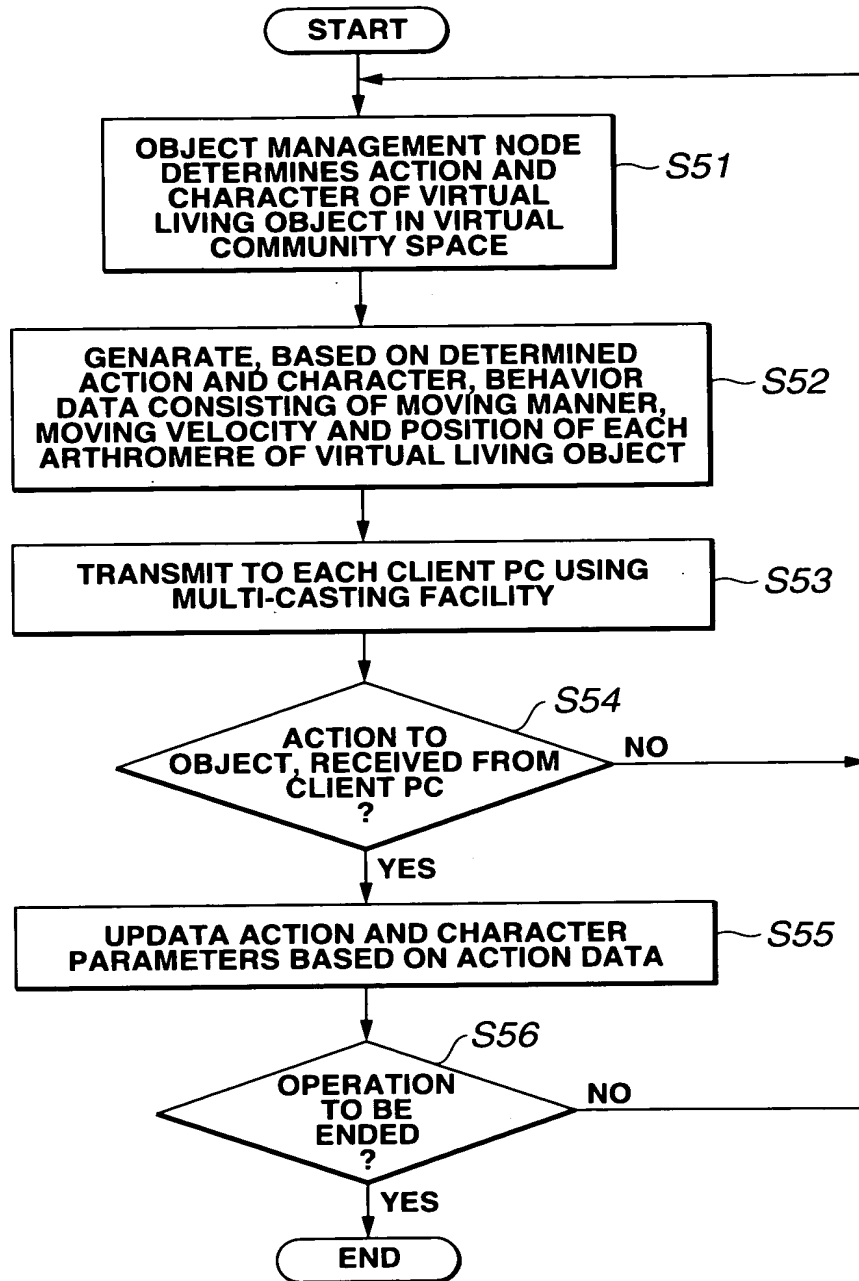 START
OBJECT MANAGEMENT NODE
DETERMINES ACTION AND
CHARACTER OF VIRTUAL
LIVING OBJECT IN VIRTUAL
COMMUNITY SPACE
S51
GENARATE, BASED ON DETERMINED
ACTION AND CHARACTER, BEHAVIOR
DATA CONSISTING OF MOVING MANNER,
MOVING VELOCITY AND POSITION OF EACH
ARTHROMERE OF VIRTUAL LIVING OBJECT
S52
TRANSMIT TO EACH CLIENT PC USING
MULTI-CASTING FACILITY
S53
S54
ACTION TO
OBJECT, RECEIVED FROM
CLIENT PC
?
NO
YES
UPDATA ACTION AND CHARACTER
PARAMETERS BASED ON ACTION DATA
S55
S56
OPERATION
TO BE
ENDED
?
NO
YES
END